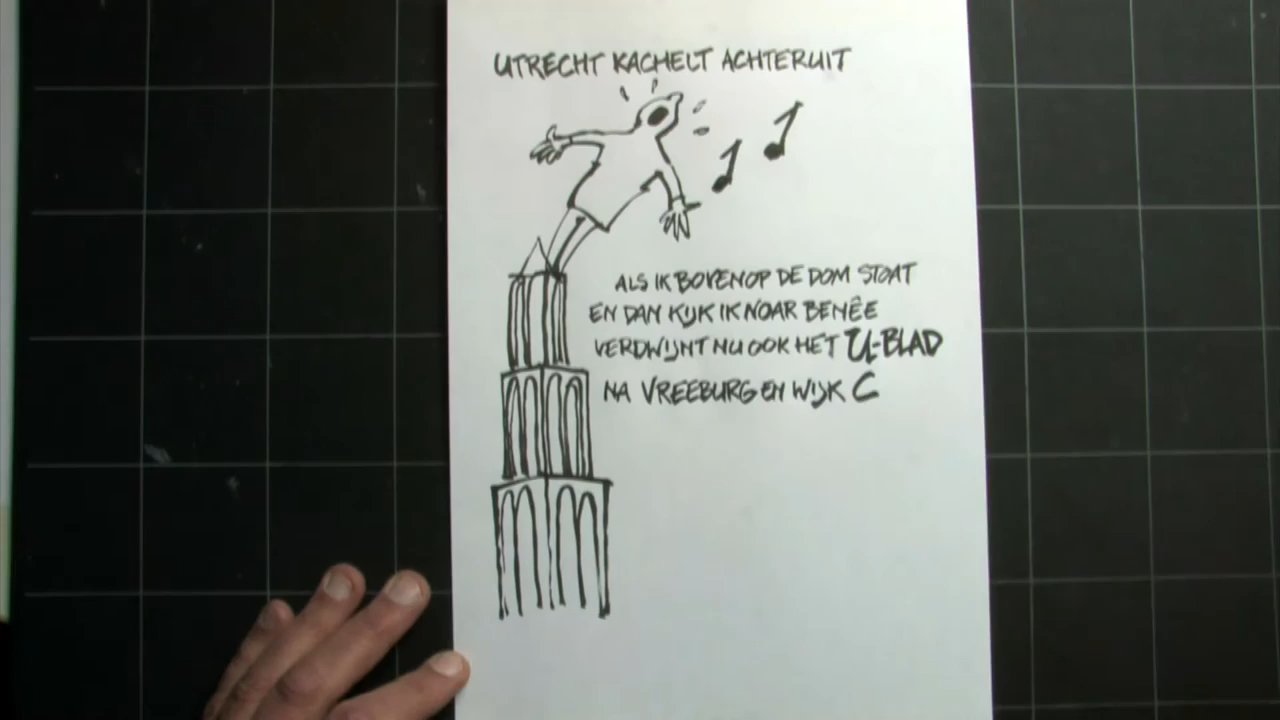 UTRECHT KACHELT ACHTERUIT
ALS IK BOVENOP DE DOM STOAT
EN DAN KIJK IK NOAR BENÊE
VERDWIJNT NU OOK HET U-BLAD
NA VREEBURG EN WIJK C